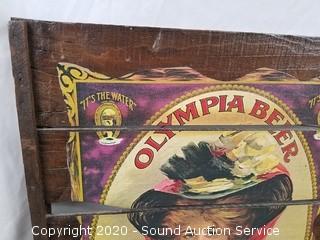 "IT'S THE WATER"
OLYMPIA BEER
Copyright 2020 - Sound Auction Service